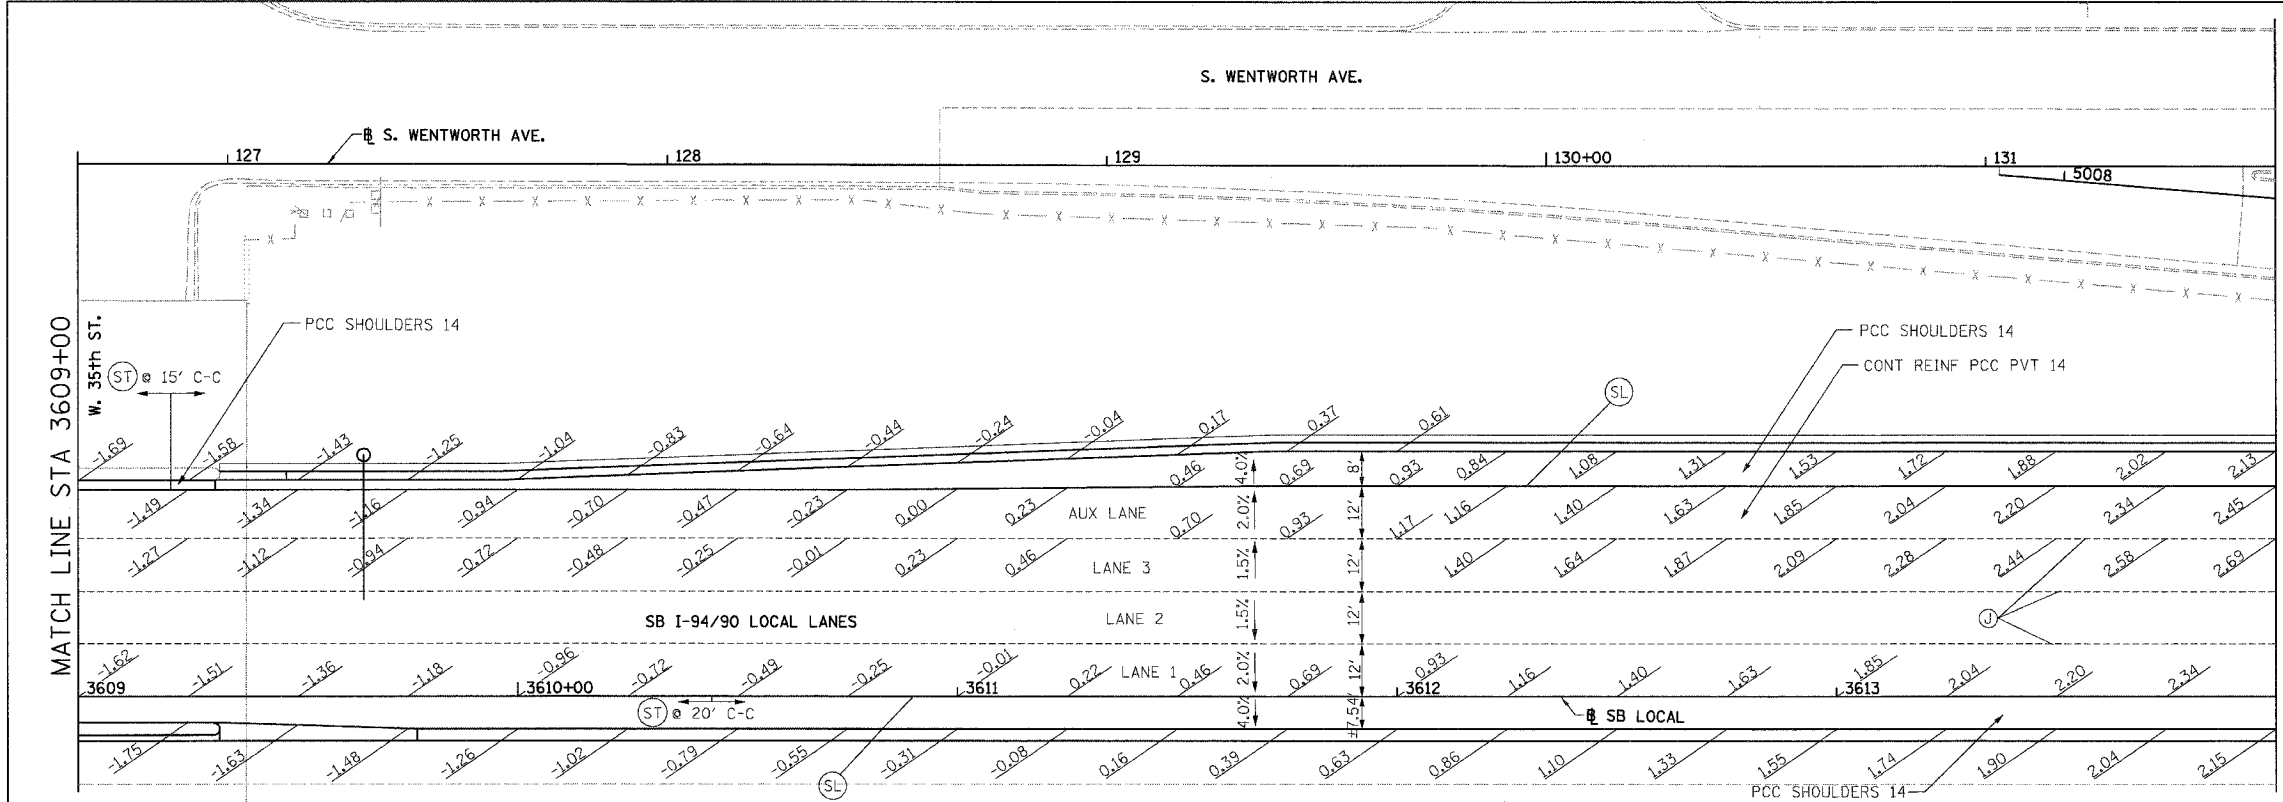 S. WENTWORTH AVE.
℄ S. WENTWORTH AVE.
127
128
129
130+00
131
5008
MATCH LINE STA 3609+00
W. 35th ST.
PCC SHOULDERS 14
PCC SHOULDERS 14
CONT REINF PCC PVT 14
ST @ 15' C-C
SL
-1.69 -1.58 -1.43 -1.25 -1.04 -0.83 -0.64 -0.44 -0.24 -0.04 0.17 0.37 0.61
0.46 4.0% 0.69 8' 0.93 0.84 1.08 1.31 1.53 1.72 1.88 2.02 2.13
-1.49 -1.34 -1.16 -0.94 -0.70 -0.47 -0.23 0.00 0.23 AUX LANE 0.70 2.0% 0.93 12' 1.17 1.16 1.40 1.63 1.85 2.04 2.20 2.34 2.45
-1.27 -1.12 -0.94 -0.72 -0.48 -0.25 -0.01 0.23 0.46 LANE 3 1.5% 12' 1.40 1.64 1.87 2.09 2.28 2.44 2.58 2.69
SB I-94/90 LOCAL LANES LANE 2 1.5% 12' J
-1.62 -1.51 -1.36 -1.18 -0.96 -0.72 -0.49 -0.25 -0.01 0.22 LANE 1 0.46 2.0% 0.69 12' 0.93 1.16 1.40 1.63 1.85 2.04 2.20 2.34
3609 3610+00 3611 3612 3613
ST @ 20' C-C 4.0% ±7.54' ℄ SB LOCAL
-1.75 -1.63 -1.48 -1.26 -1.02 -0.79 -0.55 -0.31 -0.08 0.16 0.39 0.63 0.86 1.10 1.33 1.55 1.74 1.90 2.04 2.15
SL
PCC SHOULDERS 14